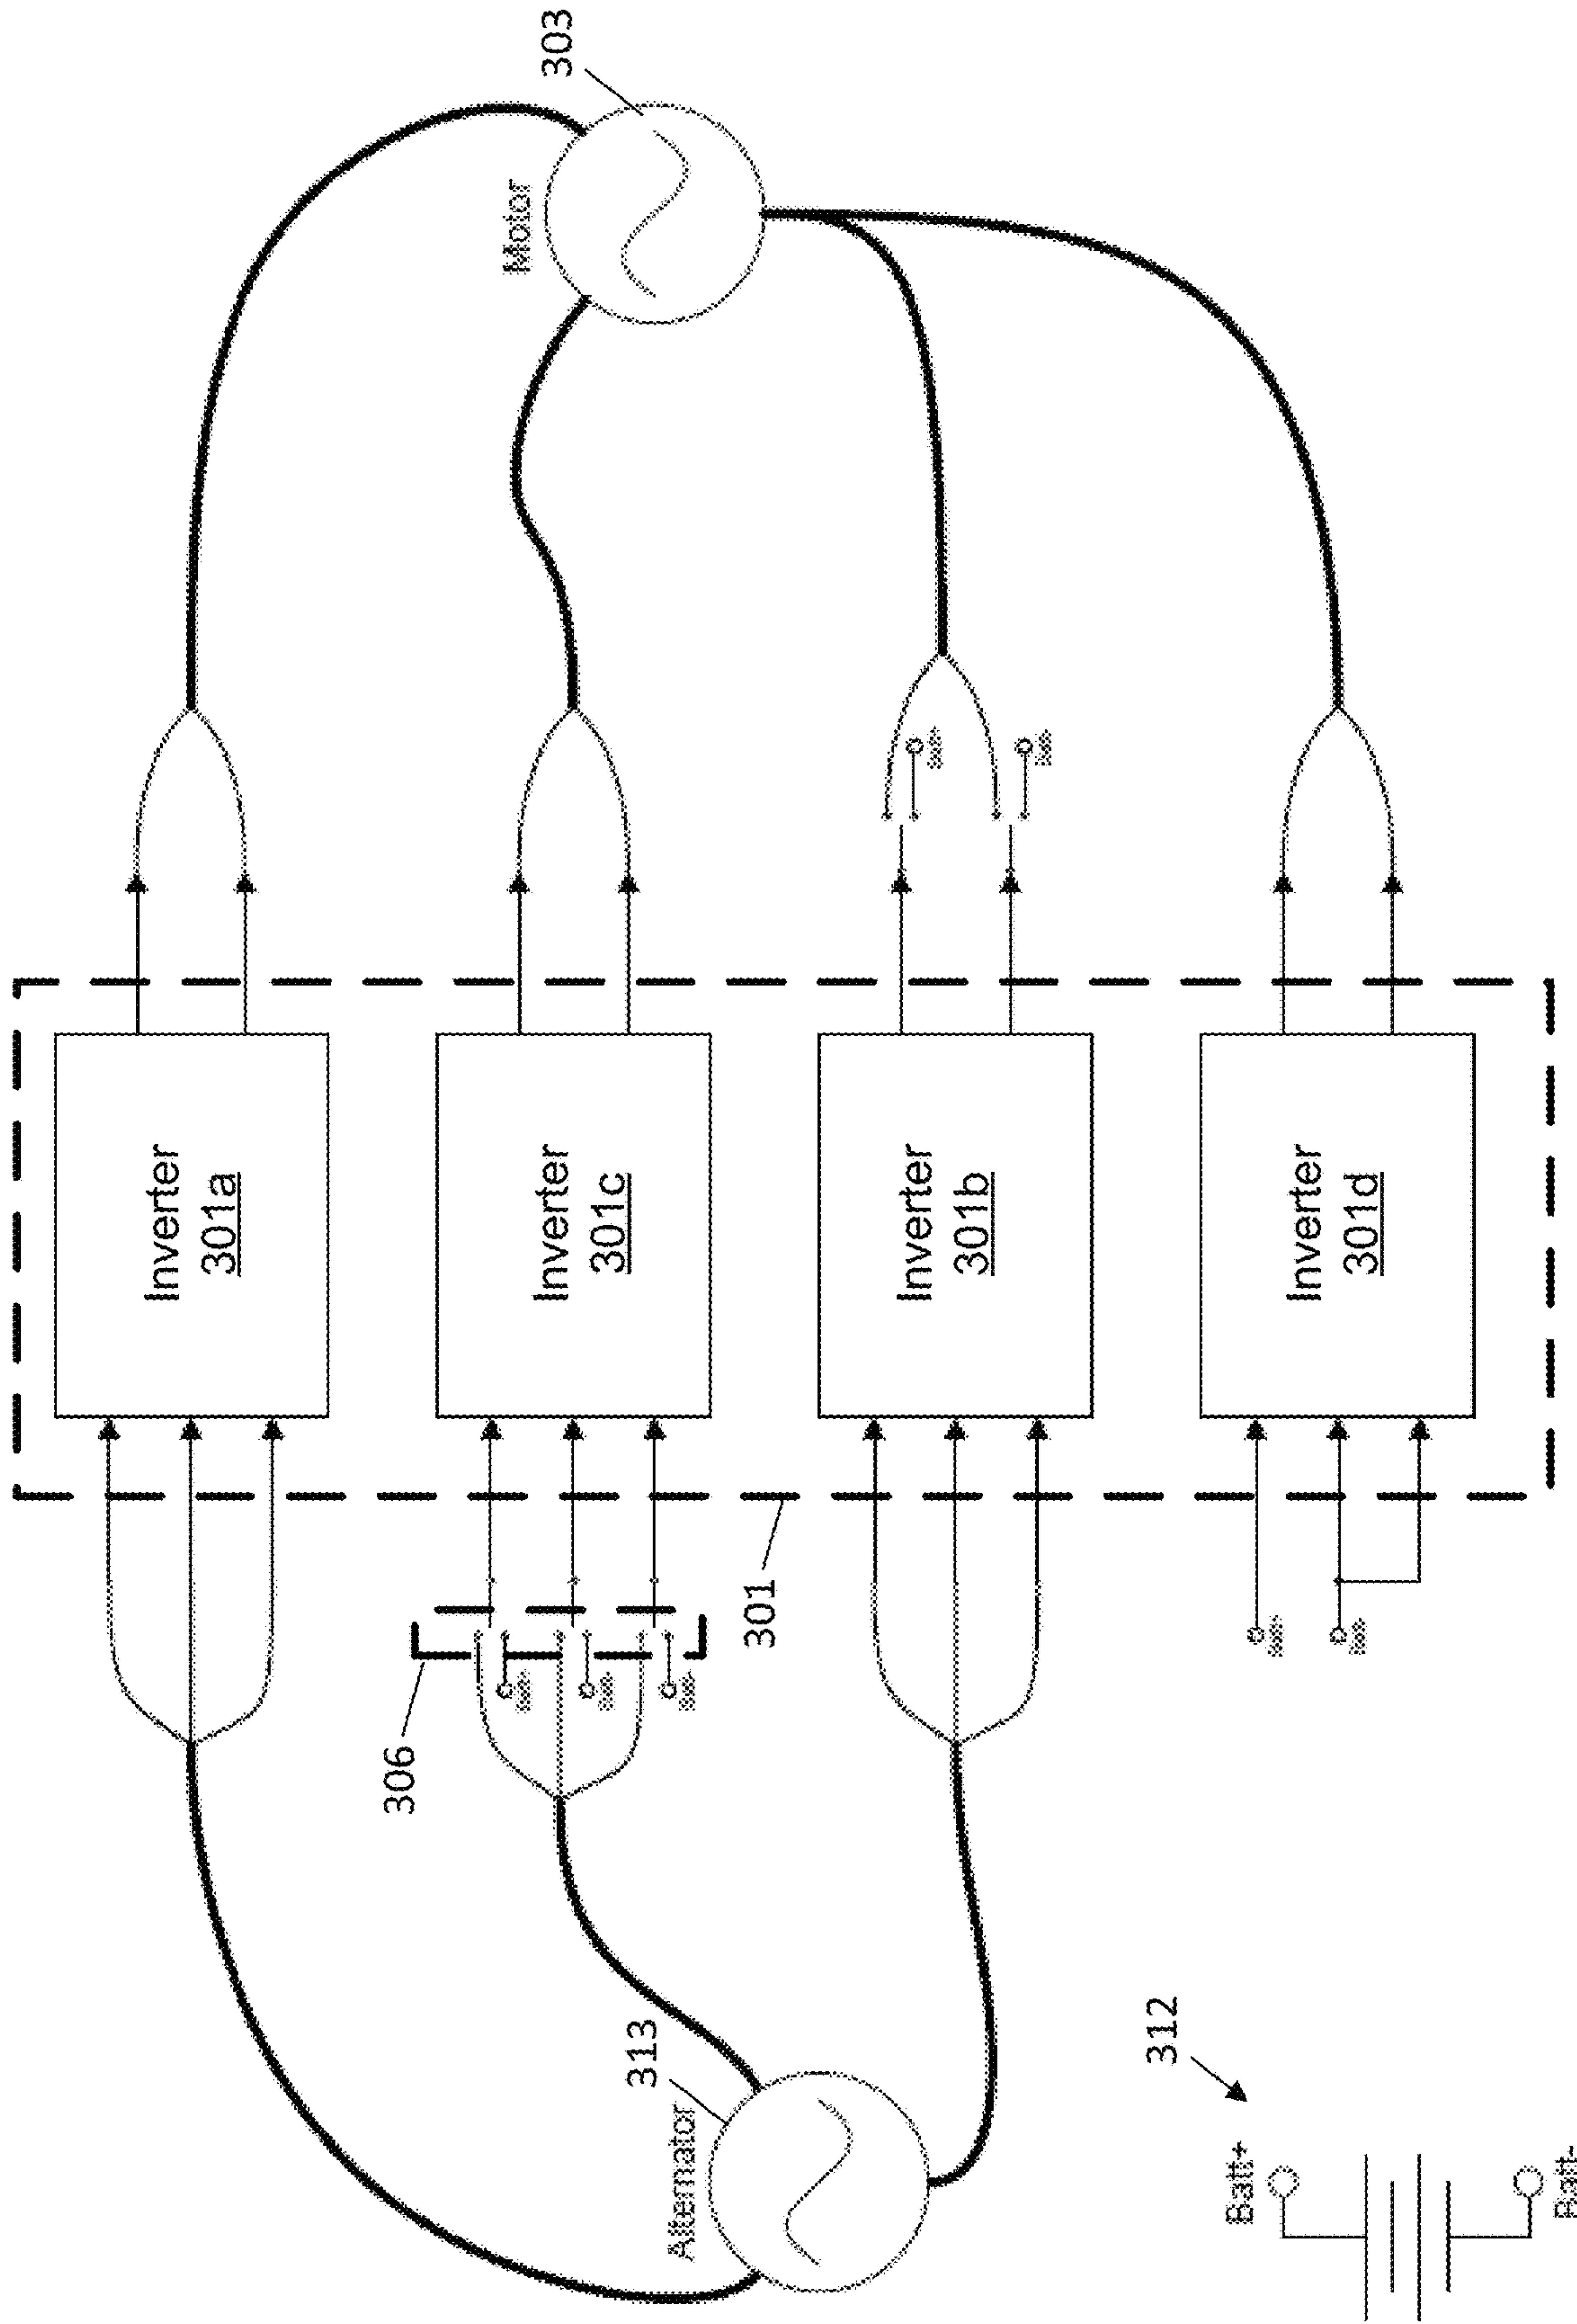 Motor
303
Inverter
301a
Inverter
301c
Inverter
301b
Inverter
301d
306
301
Alternator
313
312
Batt+
Batt-